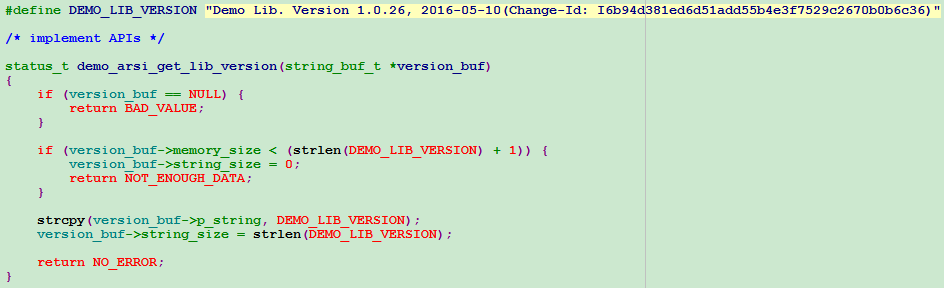 #define DEMO_LIB_VERSION "Demo Lib. Version 1.0.26, 2016-05-10(Change-Id: I6b94d381ed6d51add55b4e3f7529c2670b0b6c36)"
/* implement APIs */
status_t demo_arsi_get_lib_version(string_buf_t *version_buf)
{
    if (version_buf == NULL) {
        return BAD_VALUE;
    }
    if (version_buf->memory_size < (strlen(DEMO_LIB_VERSION) + 1)) {
        version_buf->string_size = 0;
        return NOT_ENOUGH_DATA;
    }
    strcpy(version_buf->p_string, DEMO_LIB_VERSION);
    version_buf->string_size = strlen(DEMO_LIB_VERSION);
    return NO_ERROR;
}